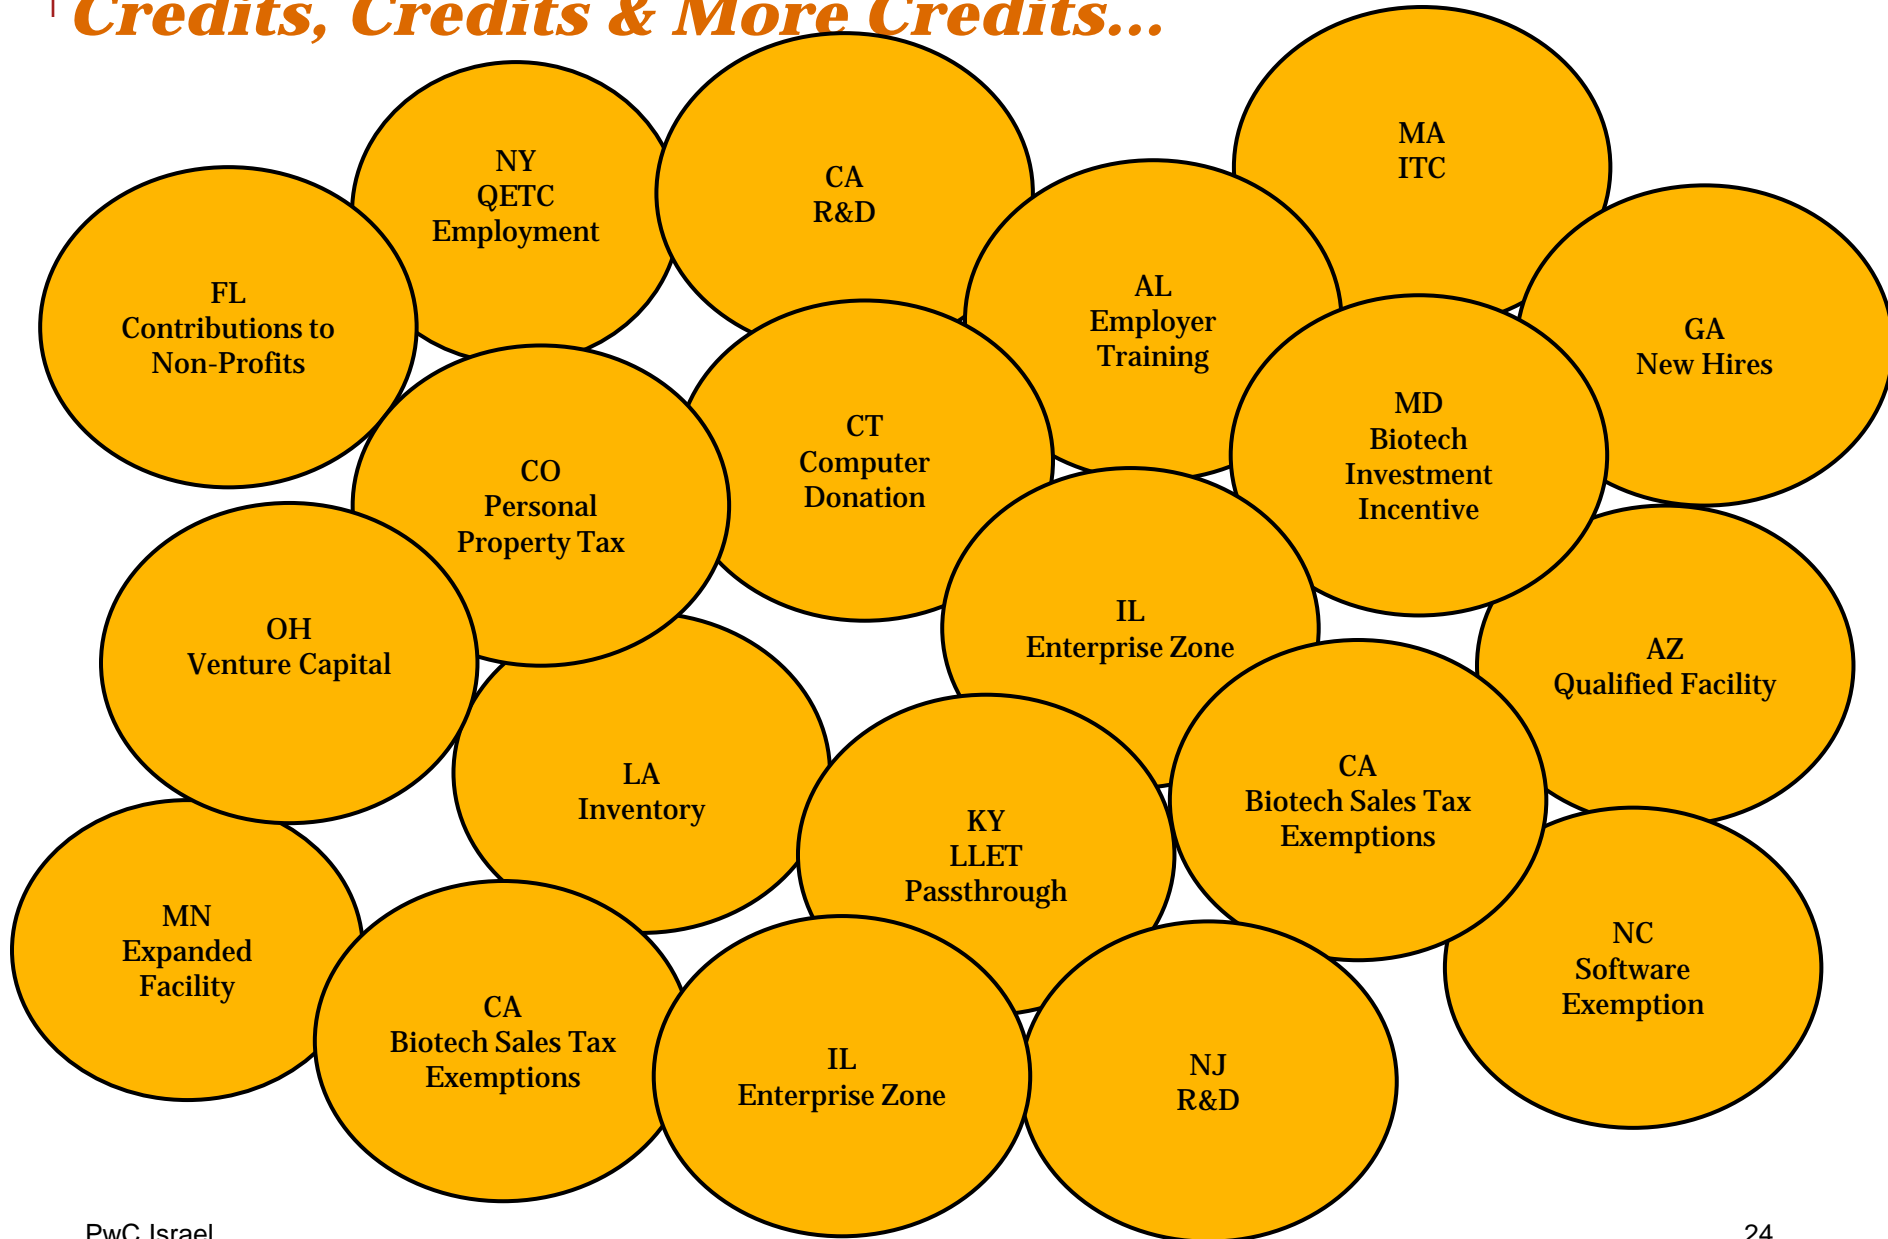 Credits, Credits & More Credits...
MA
ITC
NY
QETC
Employment
CA
R&D
FL
Contributions to
Non-Profits
AL
Employer
Training
GA
New Hires
CT
Computer
Donation
MD
Biotech
Investment
Incentive
CO
Personal
Property Tax
OH
Venture Capital
IL
Enterprise Zone
AZ
Qualified Facility
LA
Inventory
KY
LLET
Passthrough
CA
Biotech Sales Tax
Exemptions
MN
Expanded
Facility
CA
Biotech Sales Tax
Exemptions
IL
Enterprise Zone
NJ
R&D
NC
Software
Exemption
PwC Israel
24